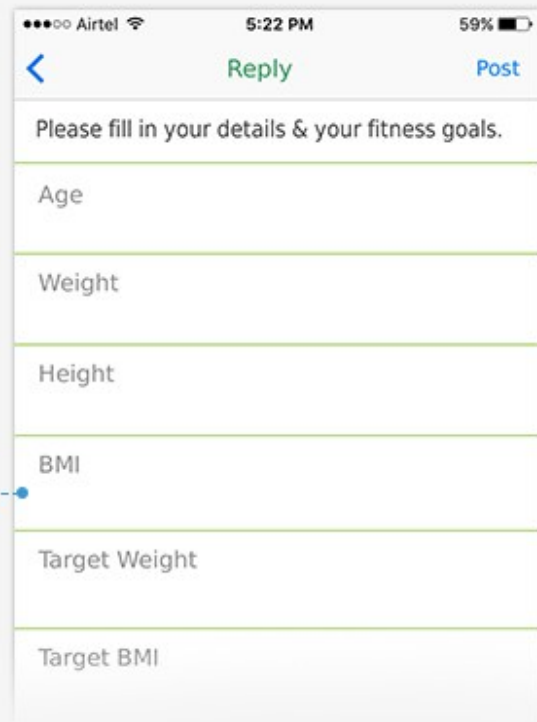 Airtel 5:22 PM 59%
Reply Post
Please fill in your details & your fitness goals.
Age
Weight
Height
BMI
Target Weight
Target BMI